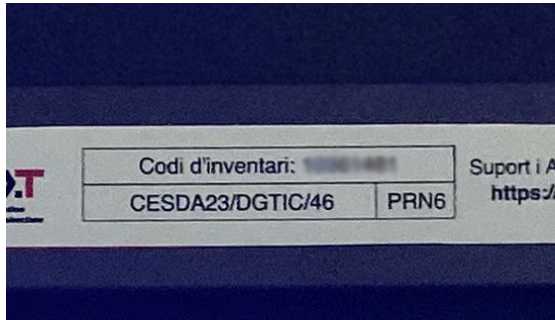 Codi d'inventari:
CESDA23/DGTIC/46
PRN6
Suport i A
https:/
.T